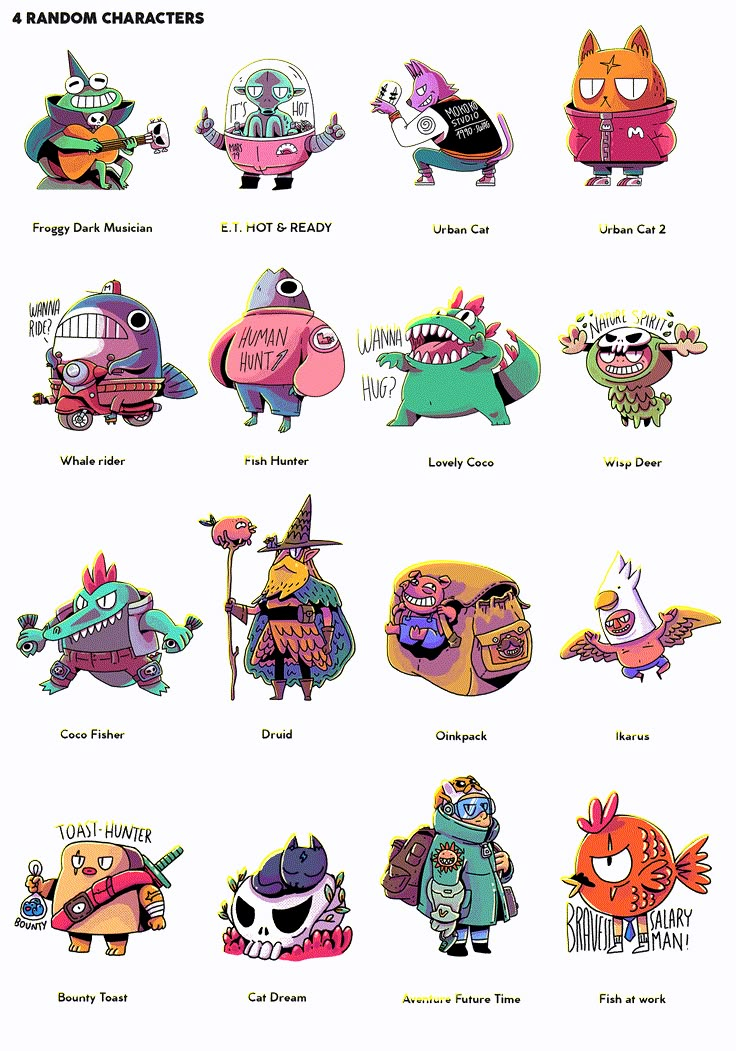 4 RANDOM CHARACTERS
IT'S HOT
MOKOKO
STUDIO
M
Froggy Dark Musician
E.T. HOT & READY
Urban Cat
Urban Cat 2
M
WANNA
RIDE?
HUMAN
HUNT
WANNA
HUG?
NATURE SPIRIT
Whale rider
Fish Hunter
Lovely Coco
Wisp Deer
Coco Fisher
Druid
Oinkpack
Ikarus
TOAST-HUNTER
BOUNTY
BRAVEST SALARY
MAN!
Bounty Toast
Cat Dream
Aventure Future Time
Fish at work